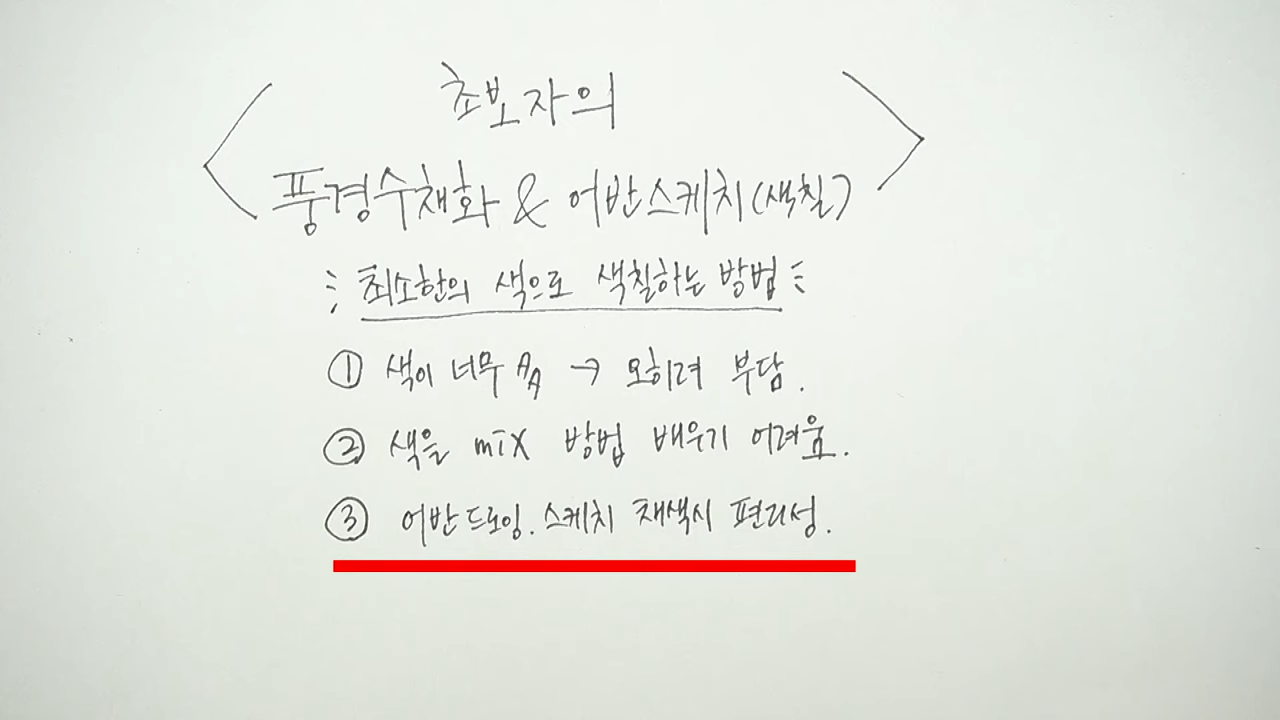 초보자의
<풍경수채화 & 어반스케치(색칠)>
최소한의 색으로 색칠하는 방법
① 색이 너무 → 오히려 부담.
② 색을 mix 방법 배우기 어려움.
③ 어반드로잉. 스케치 채색시 편리성.